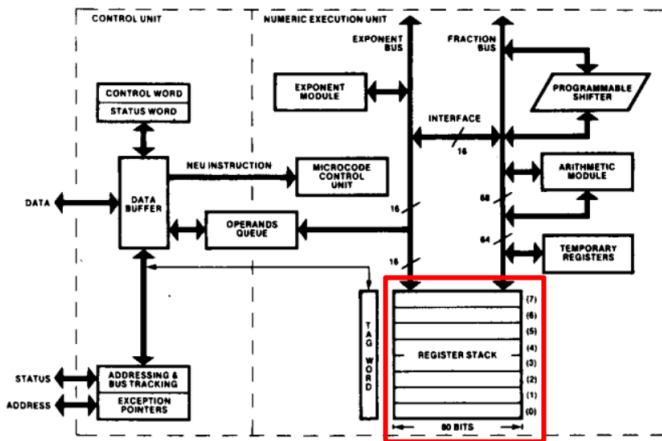 CONTROL UNIT
NUMERIC EXECUTION UNIT
EXPONENT
BUS
FRACTION
BUS
CONTROL WORD
STATUS WORD
EXPONENT
MODULE
PROGRAMMABLE
SHIFTER
INTERFACE
16
NEU INSTRUCTION
MICROCODE
CONTROL
UNIT
ARITHMETIC
MODULE
DATA
DATA
BUFFER
OPERANDS
QUEUE
16
68
64
16
TEMPORARY
REGISTERS
TAG WORD
(7)
(6)
(5)
(4)
REGISTER STACK
(3)
(2)
(1)
(0)
80 BITS
STATUS
ADDRESS
ADDRESSING &
BUS TRACKING
EXCEPTION
POINTERS